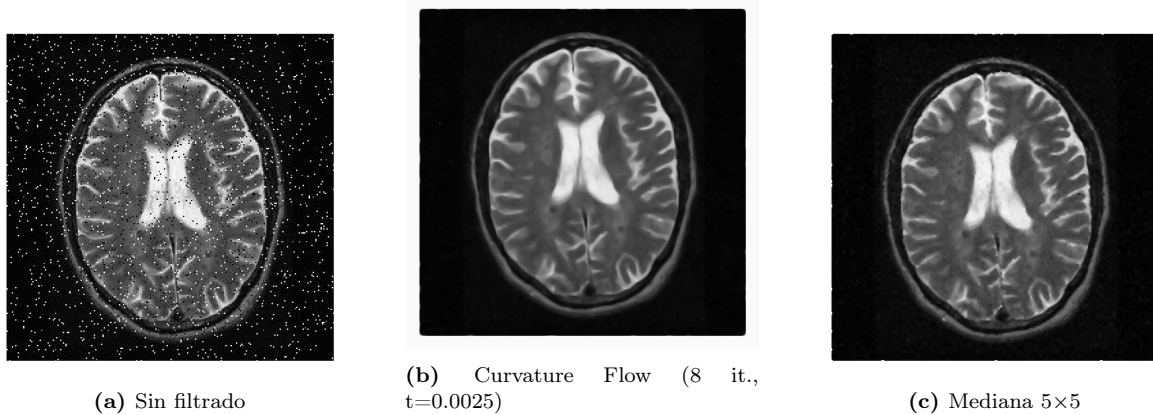 (a) Sin filtrado
(b) Curvature Flow (8 it.,
t=0.0025)
(c) Mediana 5×5